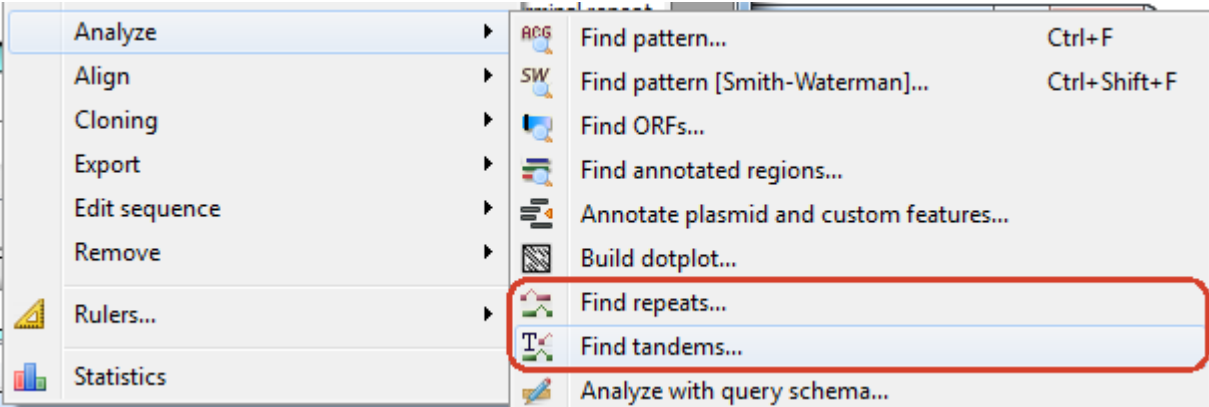 rminal repeat
Analyze
Align
Cloning
Export
Edit sequence
Remove
Rulers...
Statistics
ACG Find pattern... Ctrl+F
SW Find pattern [Smith-Waterman]... Ctrl+Shift+F
Find ORFs...
Find annotated regions...
Annotate plasmid and custom features...
Build dotplot...
Find repeats...
T Find tandems...
Analyze with query schema...